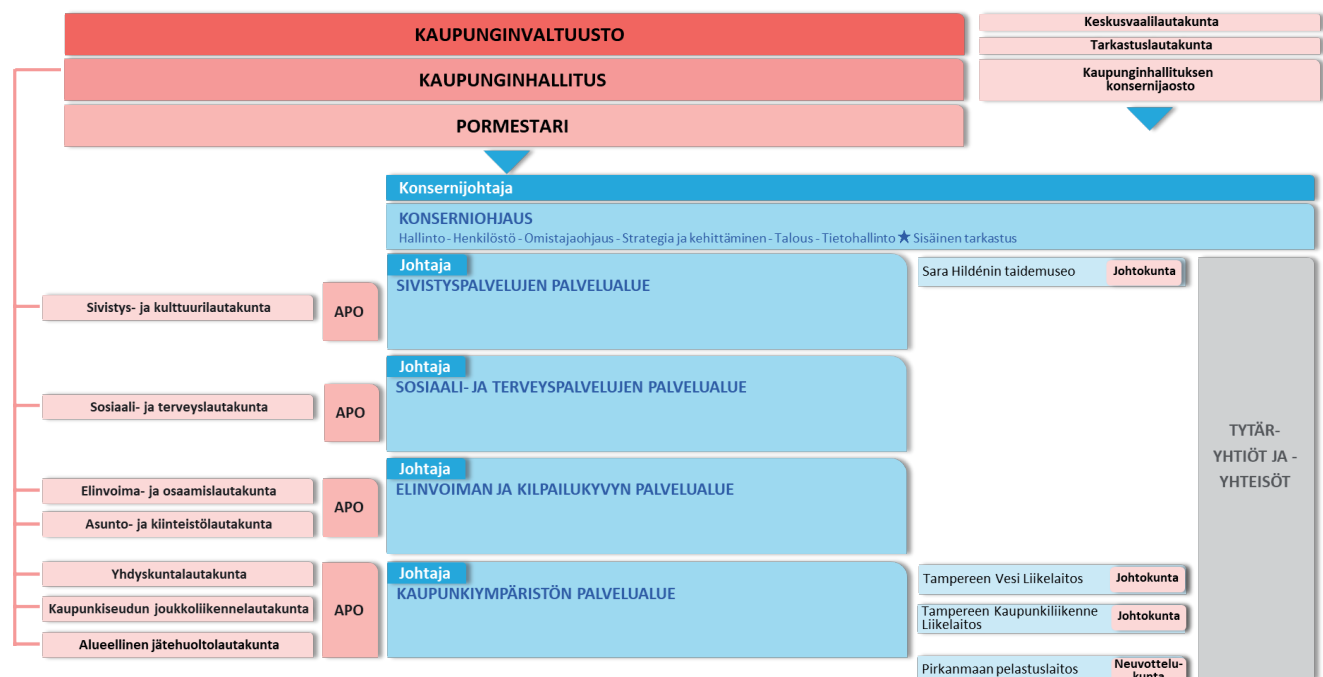 KAUPUNGINVALTUUSTO
KAUPUNGINHALLITUS
PORMESTARI
Keskusvaalilautakunta
Tarkastuslautakunta
Kaupunginhallituksen
konsernijaosto
Konsernijohtaja
KONSERNIOHJAUS
Hallinto - Henkilöstö - Omistajaohjaus - Strategia ja kehittäminen - Talous - Tietohallinto ★ Sisäinen tarkastus
Sivistys- ja kulttuurilautakunta
APO
Johtaja
SIVISTYSPALVELUJEN PALVELUALUE
Sara Hildénin taidemuseo
Johtokunta
Sosiaali- ja terveyslautakunta
APO
Johtaja
SOSIAALI- JA TERVEYSPALVELUJEN PALVELUALUE
Elinvoima- ja osaamislautakunta
Asunto- ja kiinteistölautakunta
APO
Johtaja
ELINVOIMAN JA KILPAILUKYVYN PALVELUALUE
Yhdyskuntalautakunta
Kaupunkiseudun joukkoliikennelautakunta
Alueellinen jätehuoltolautakunta
APO
Johtaja
KAUPUNKIYMPÄRISTÖN PALVELUALUE
Tampereen Vesi Liikelaitos
Johtokunta
Tampereen Kaupunkiliikenne
Liikelaitos
Johtokunta
Pirkanmaan pelastuslaitos
Neuvottelu-
kunta
TYTÄR-
YHTIÖT JA -
YHTEISÖT